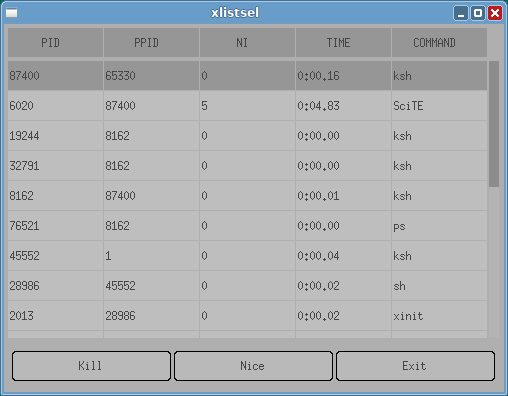 xlistsel
PID PPID NI TIME COMMAND
87400 65330 0 0:00.16 ksh
6020 87400 5 0:04.83 SciTE
19244 8162 0 0:00.00 ksh
32791 8162 0 0:00.00 ksh
8162 87400 0 0:00.01 ksh
76521 8162 0 0:00.00 ps
45552 1 0 0:00.04 ksh
28986 45552 0 0:00.02 sh
2013 28986 0 0:00.02 xinit
Kill Nice Exit